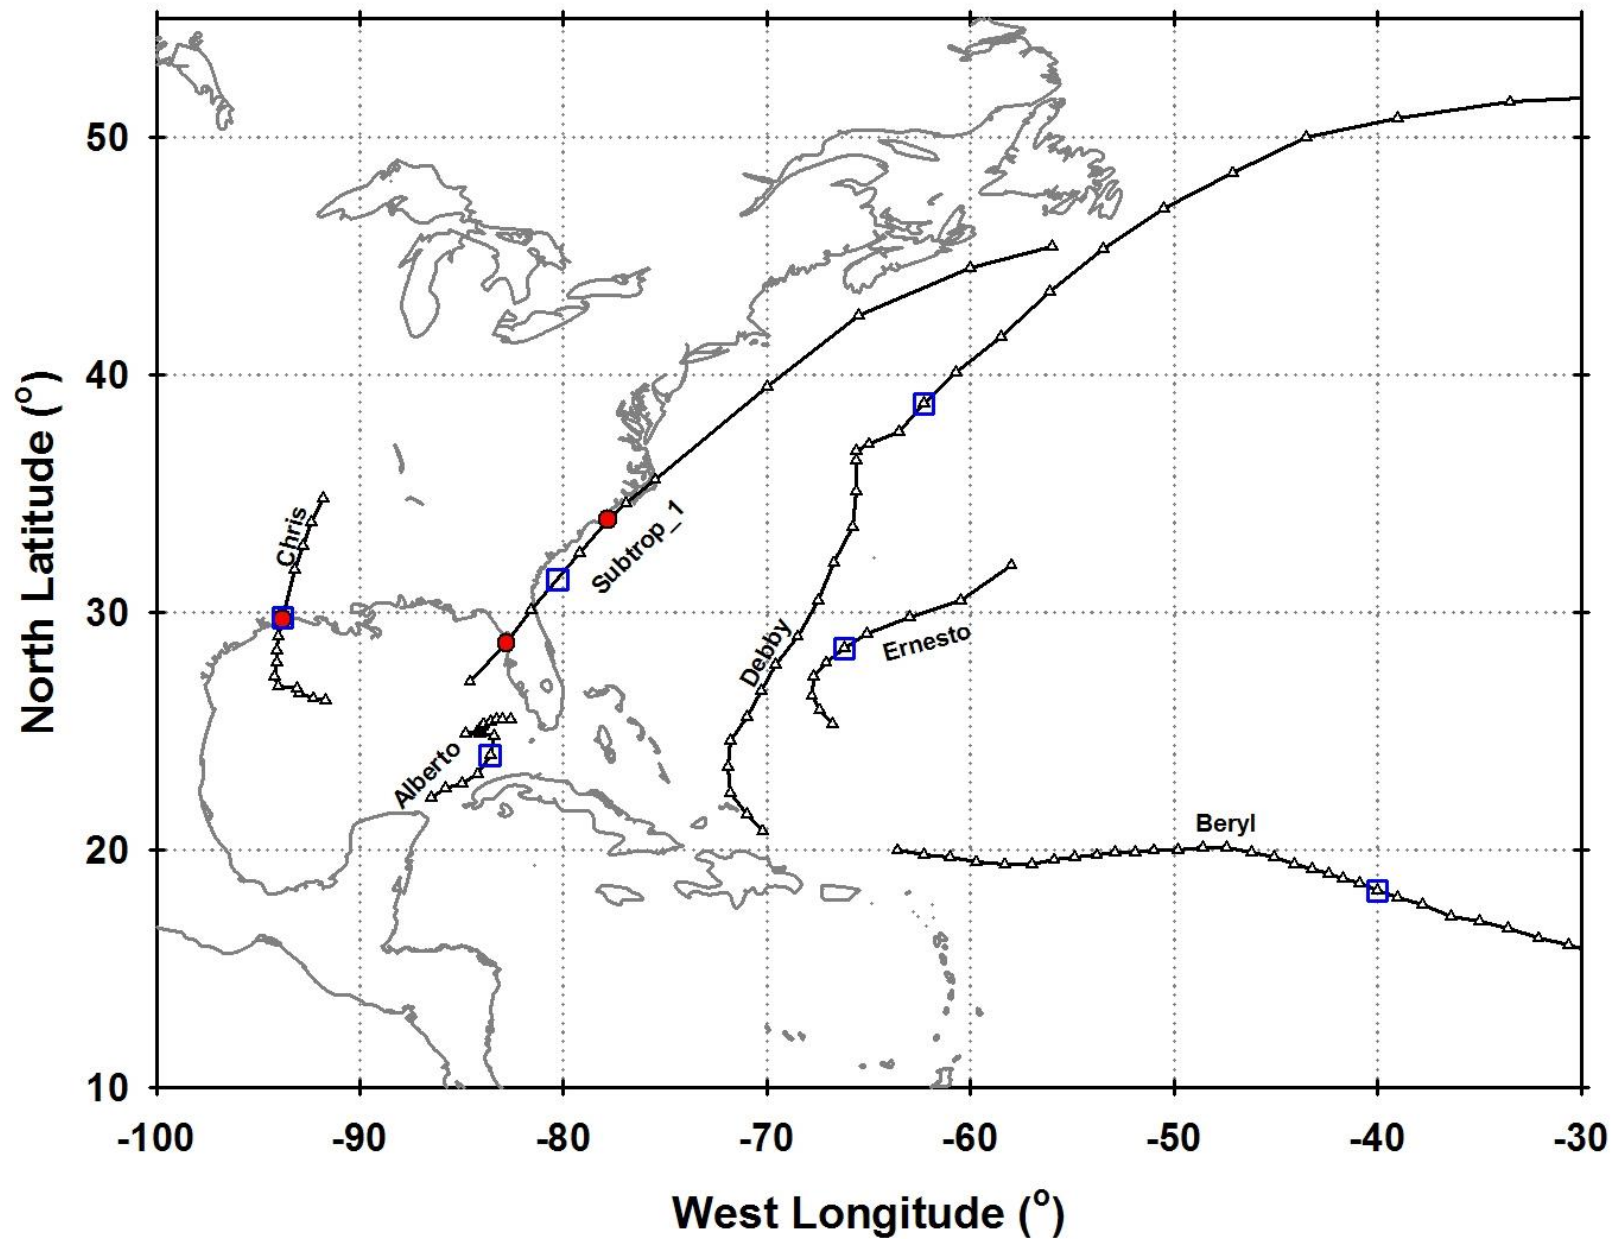 50
40
30
20
10
-100
-90
-80
-70
-60
-50
-40
-30
North Latitude (°)
West Longitude (°)
Chris
Subtrop_1
Debby
Ernesto
Alberto
Beryl